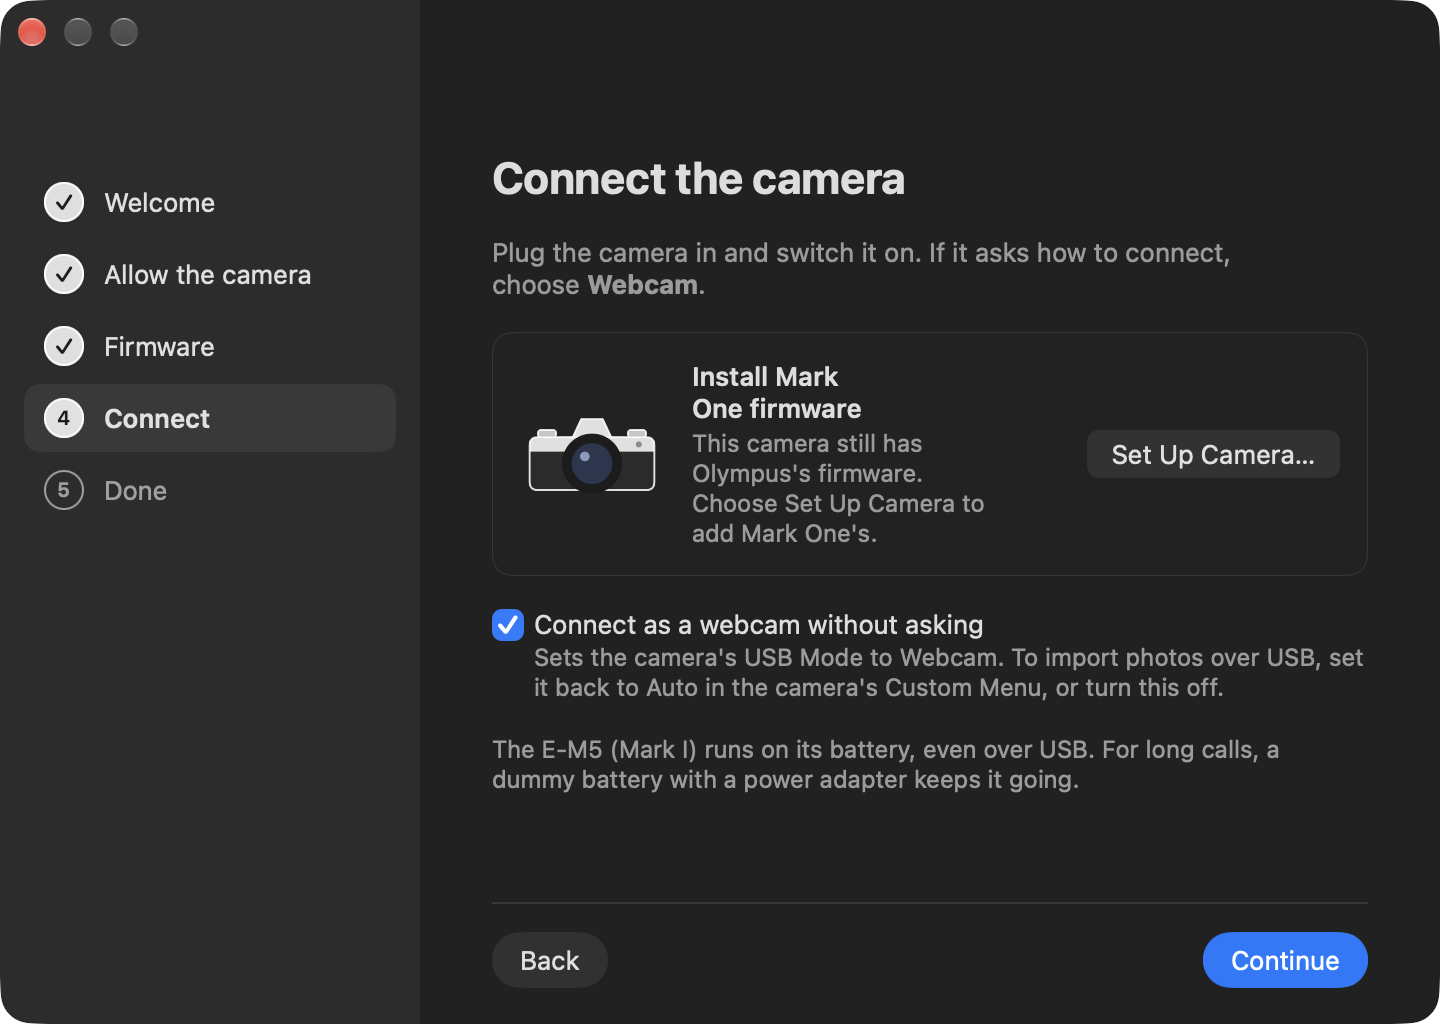 Welcome
Allow the camera
Firmware
4 Connect
5 Done
Connect the camera
Plug the camera in and switch it on. If it asks how to connect,
choose Webcam.
Install Mark
One firmware
This camera still has
Olympus's firmware.
Choose Set Up Camera to
add Mark One's.
Set Up Camera...
Connect as a webcam without asking
Sets the camera's USB Mode to Webcam. To import photos over USB, set
it back to Auto in the camera's Custom Menu, or turn this off.
The E-M5 (Mark I) runs on its battery, even over USB. For long calls, a
dummy battery with a power adapter keeps it going.
Back
Continue